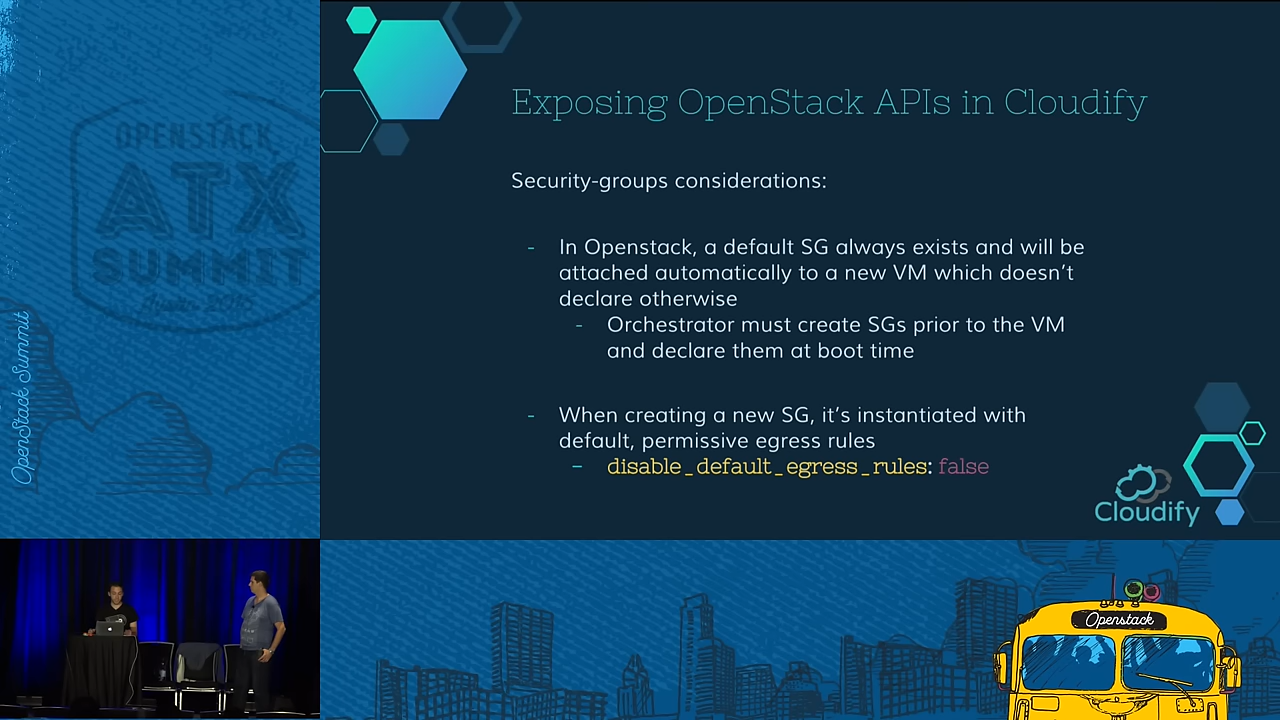 Exposing OpenStack APIs in Cloudify
Security-groups considerations:
- In Openstack, a default SG always exists and will be
attached automatically to a new VM which doesn't
declare otherwise
- Orchestrator must create SGs prior to the VM
and declare them at boot time
- When creating a new SG, it's instantiated with
default, permissive egress rules
- disable_default_egress_rules: false
Cloudify
OPENSTACK
ATX
SUMMIT
OpenStack Summit
Openstack